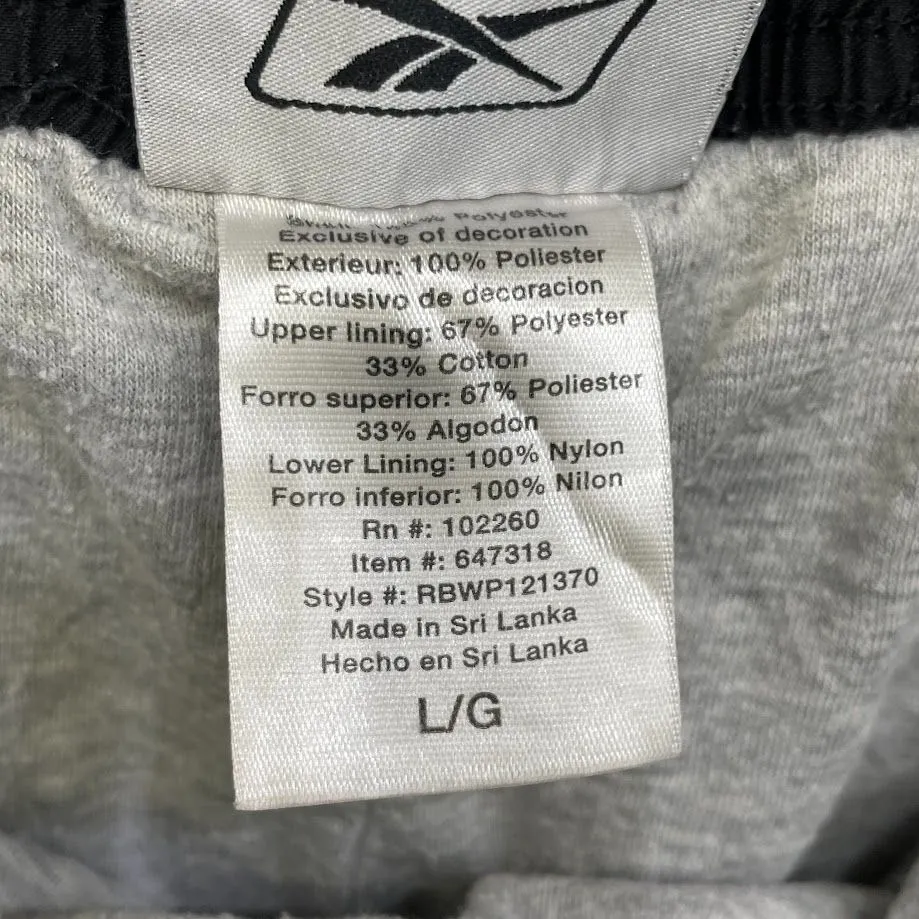 Polyester
Exclusive of decoration
Exterieur: 100% Poliester
Exclusivo de decoracion
Upper lining: 67% Polyester
33% Cotton
Forro superior: 67% Poliester
33% Algodon
Lower Lining: 100% Nylon
Forro inferior: 100% Nilon
Rn #: 102260
Item #: 647318
Style #: RBWP121370
Made in Sri Lanka
Hecho en Sri Lanka
L/G